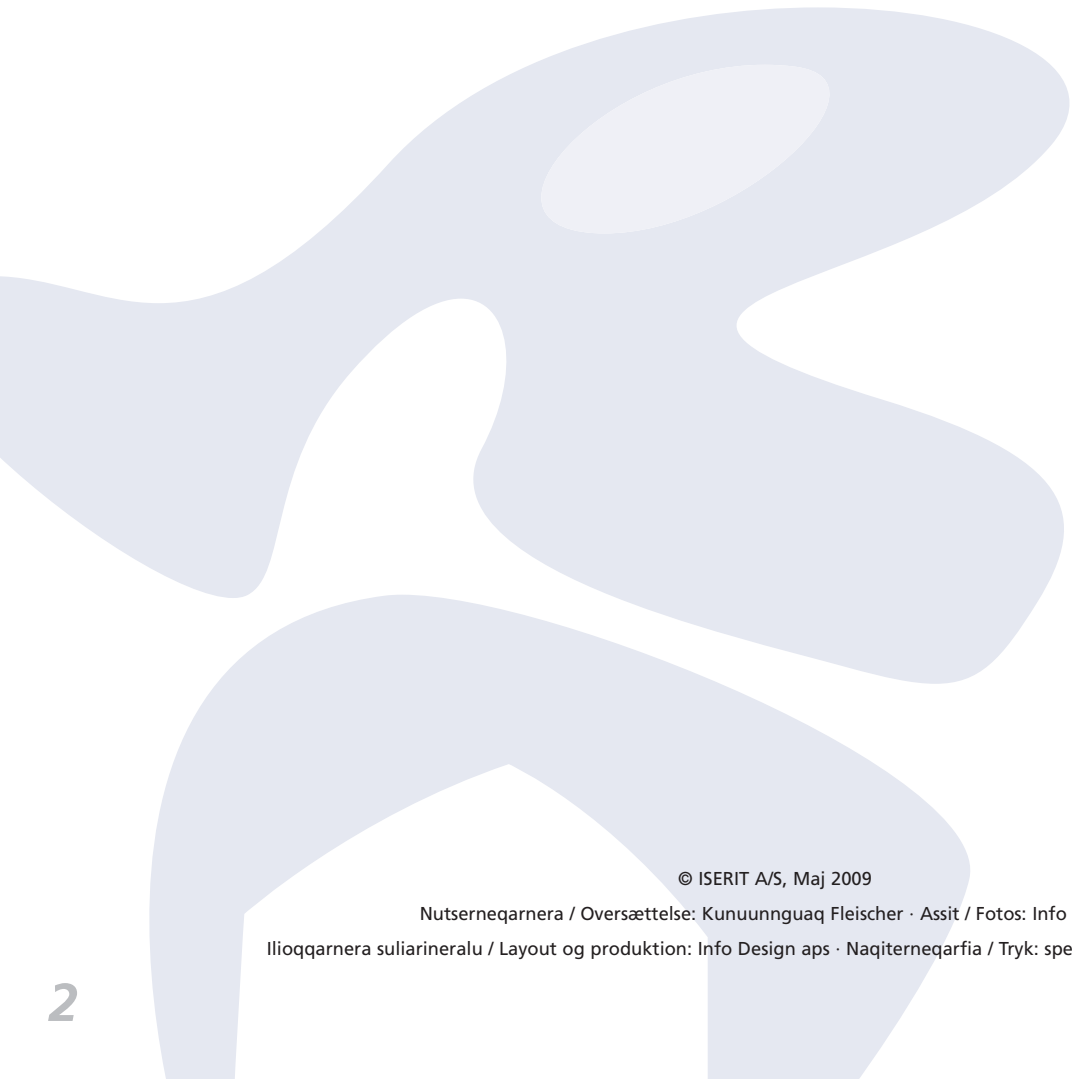 © ISERIT A/S, Maj 2009
Nutserneqarnera / Oversættelse: Kunuunnguaq Fleischer · Assit / Fotos: Info
Ilioqqarnera suliarineralu / Layout og produktion: Info Design aps · Naqiterneqarfia / Tryk: spe
2